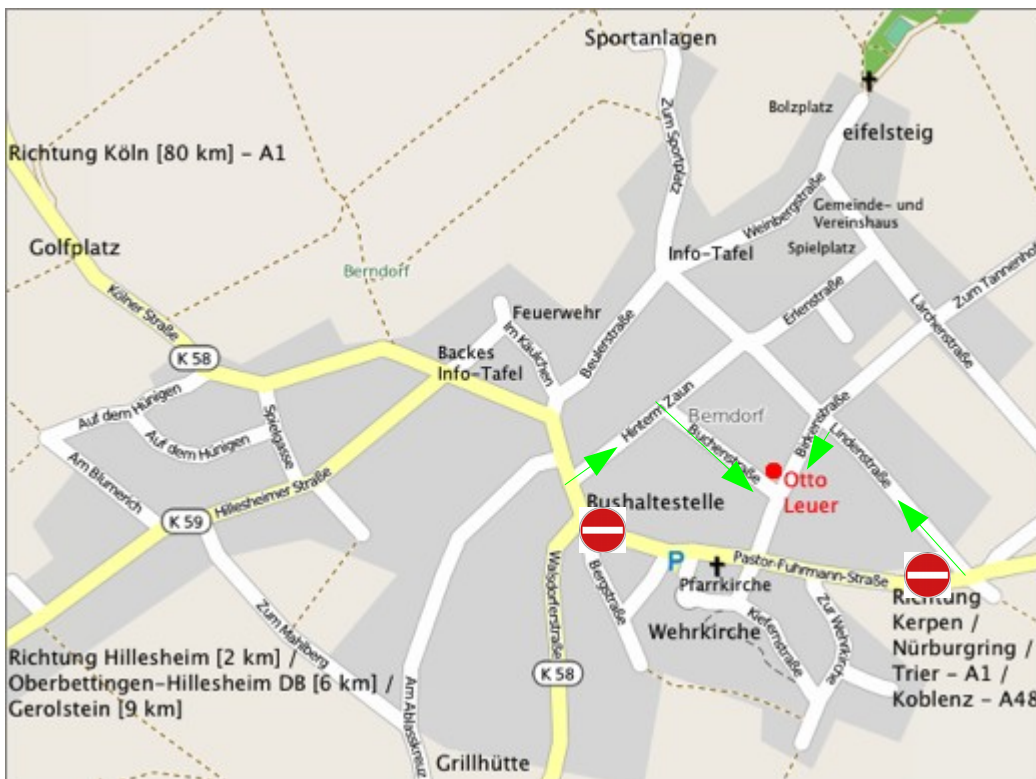 Sportanlagen
Bolzplatz
eifelsteig
Zum Sportplatz
Richtung Köln [80 km] – A1
Weinbergstraße
Gemeinde- und
Vereinshaus
Golfplatz
Info-Tafel
Spielplatz
Zum Tannenhof
Berndorf
Kölner Straße
Erlenstraße
Lärchenstraße
Feuerwehr
Im Käulchen
Beulerstraße
K 58
Backes
Info-Tafel
Auf dem Hünigen
Auf dem Hünigen
Spielgasse
Hinterm Zaun
Berndorf
Birkenstraße
Buchenstraße
Lindenstraße
Am Blumerich
Hillesheimer Straße
Otto
Leuer
Bushaltestelle
K 59
P
Pastor-Fuhrmann-Straße
Walsdorferstraße
Bergstraße
Pfarrkirche
Wehrkirche
Kiefernstraße
Zur Wehrkirche
Richtung
Kerpen /
Nürburgring /
Trier – A1 /
Koblenz – A48
Zum Mahlberg
Richtung Hillesheim [2 km] /
Oberbettingen-Hillesheim DB [6 km] /
Gerolstein [9 km]
K 58
Am Ablasskreuz
Grillhütte